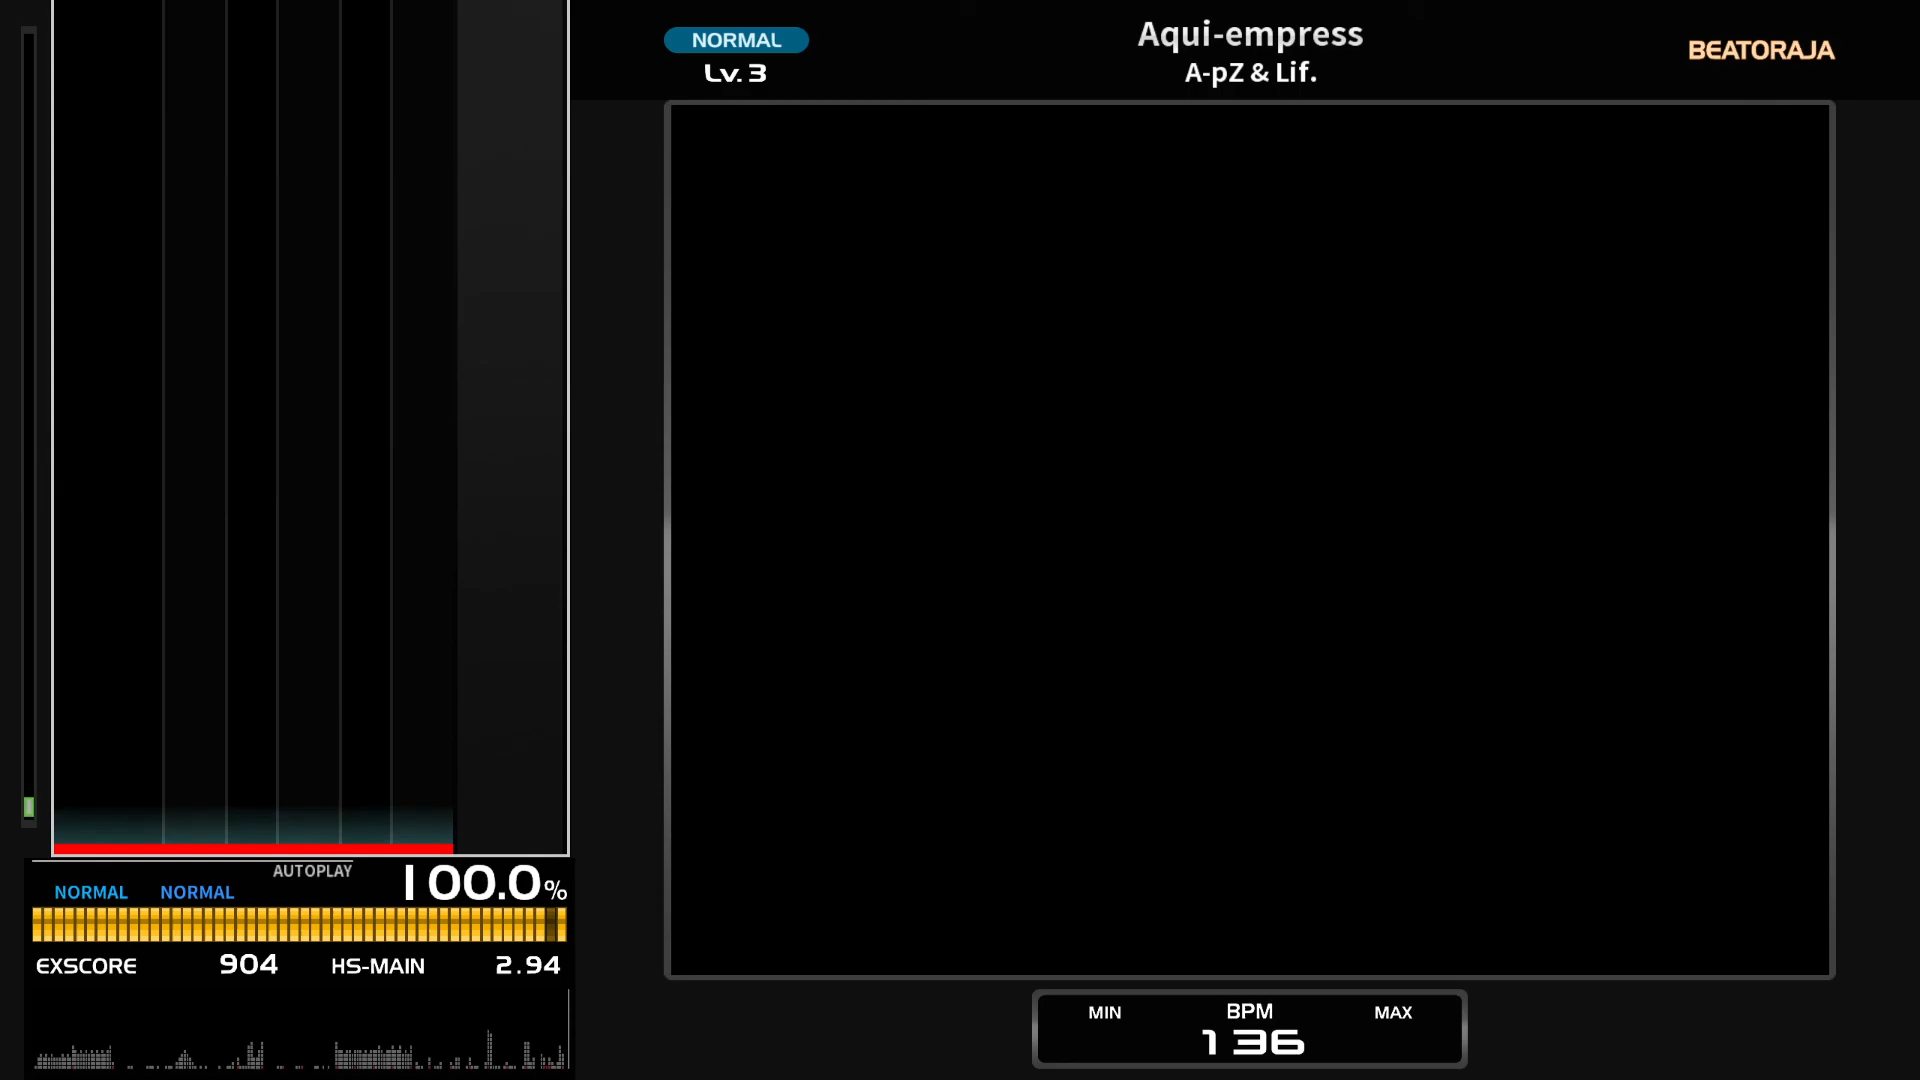 NORMAL
Lv. 3
Aqui-empress
A-pZ & Lif.
BEATORAJA
AUTOPLAY
NORMAL NORMAL
100.0%
EXSCORE 904 HS-MAIN 2.94
MIN BPM MAX
136